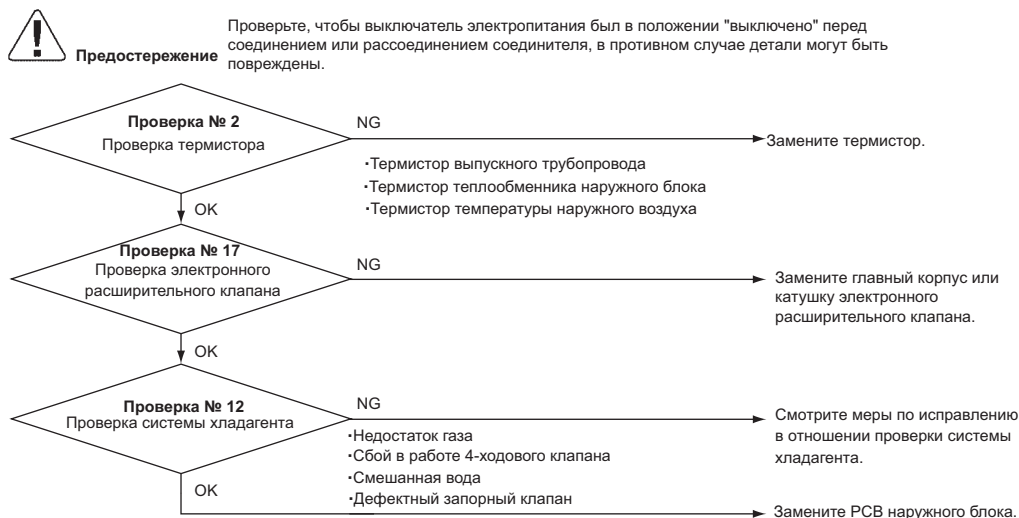 Предостережение
Проверьте, чтобы выключатель электропитания был в положении "выключено" перед
соединением или рассоединением соединителя, в противном случае детали могут быть
повреждены.
Проверка № 2
Проверка термистора
NG
Замените термистор.
·Термистор выпускного трубопровода
·Термистор теплообменника наружного блока
·Термистор температуры наружного воздуха
OK
Проверка № 17
Проверка электронного
расширительного клапана
NG
Замените главный корпус или
катушку электронного
расширительного клапана.
OK
Проверка № 12
Проверка системы хладагента
NG
Смотрите меры по исправлению
в отношении проверки системы
хладагента.
·Недостаток газа
·Сбой в работе 4-ходового клапана
·Смешанная вода
·Дефектный запорный клапан
OK
Замените PCB наружного блока.